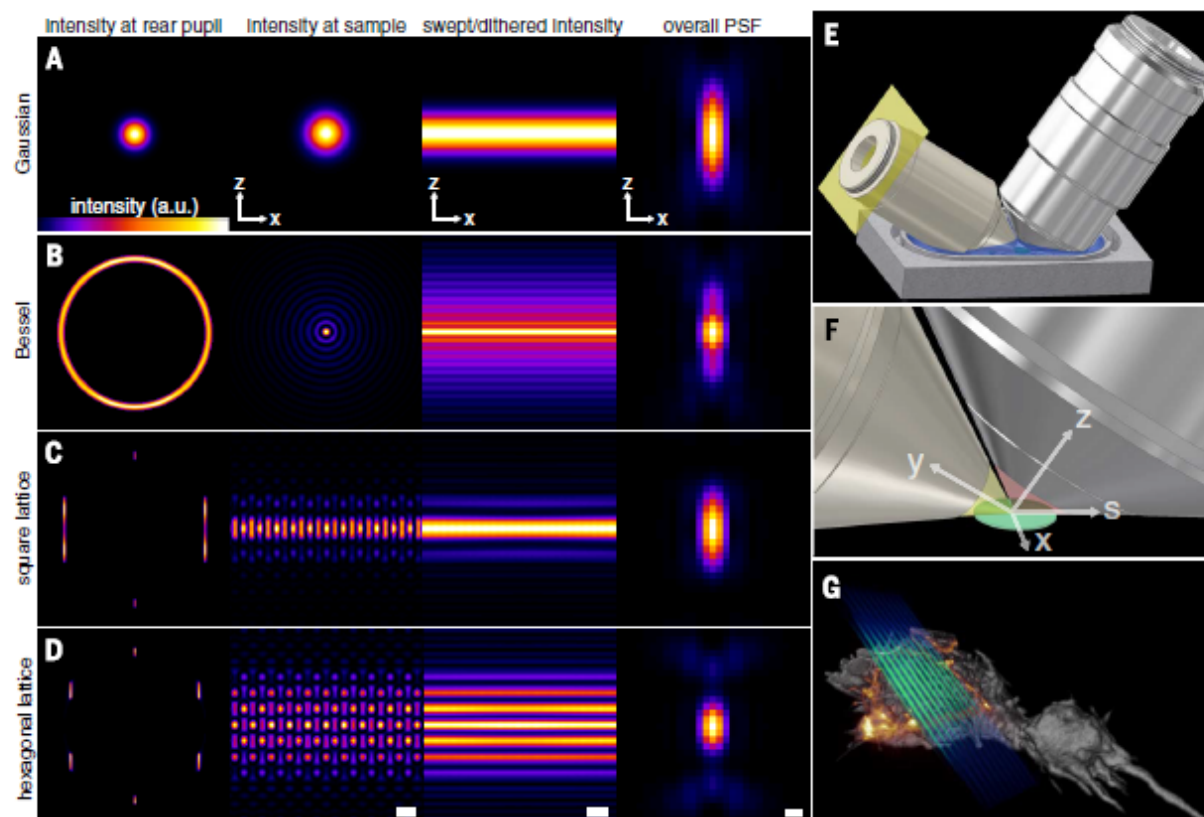 intensity at rear pupil intensity at sample swept/dithered intensity overall PSF
A
Gaussian
intensity (a.u.)
z
x
z
x
z
x
B
Bessel
C
square lattice
D
hexagonal lattice
E
F
z
y
s
x
G